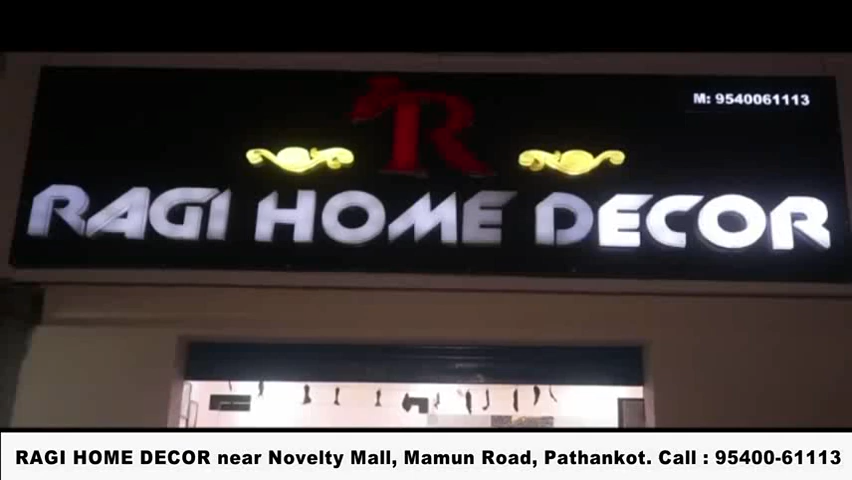 R
M: 9540061113
RAGI HOME DECOR
RAGI HOME DECOR near Novelty Mall, Mamun Road, Pathankot. Call : 95400-61113